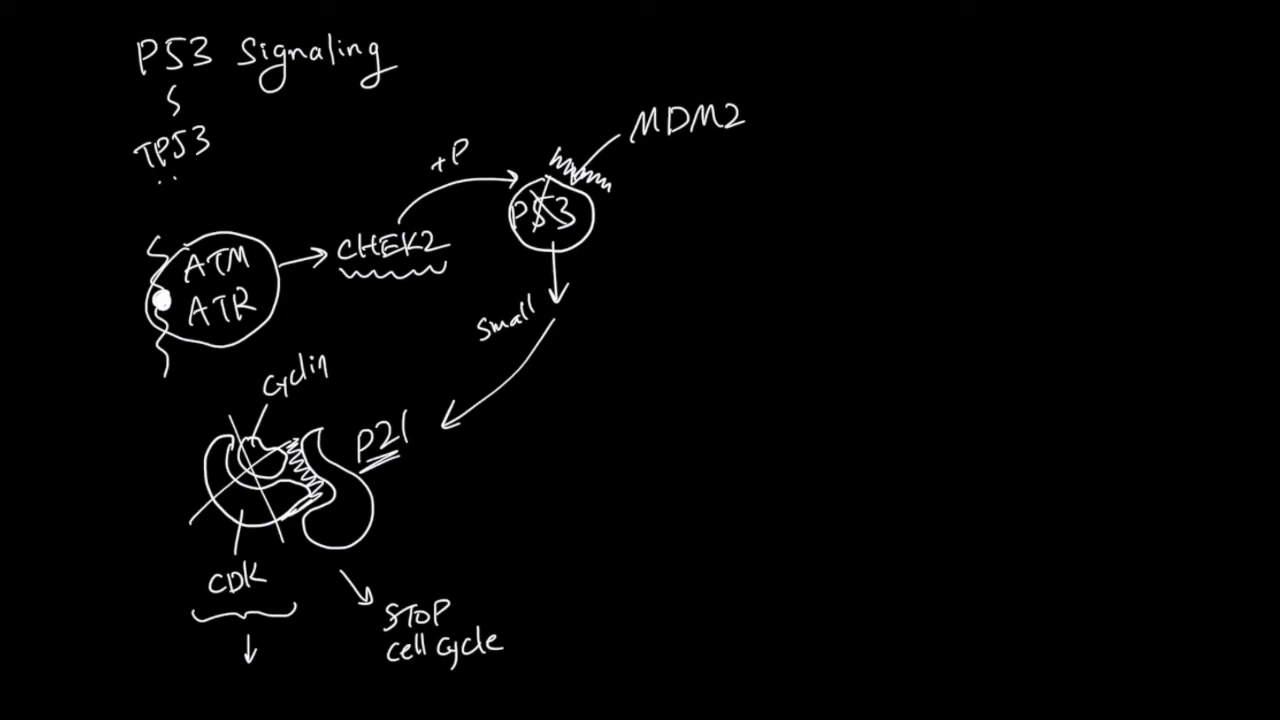 P53 Signaling
TP53
MDM2
+P
P53
CHEK2
ATM
ATR
Small
Cyclin
P21
CDK
STOP
cell cycle